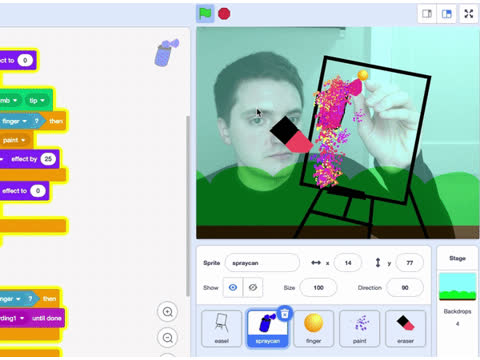 ect to 0
mb tip
finger ? then
paint
effect by 25
effect to 0
nger ? then
rding1 until done
Sprite spraycan x 14 y 77
Show Size 100 Direction 90
easel spraycan finger paint eraser
Stage
Backdrops
4